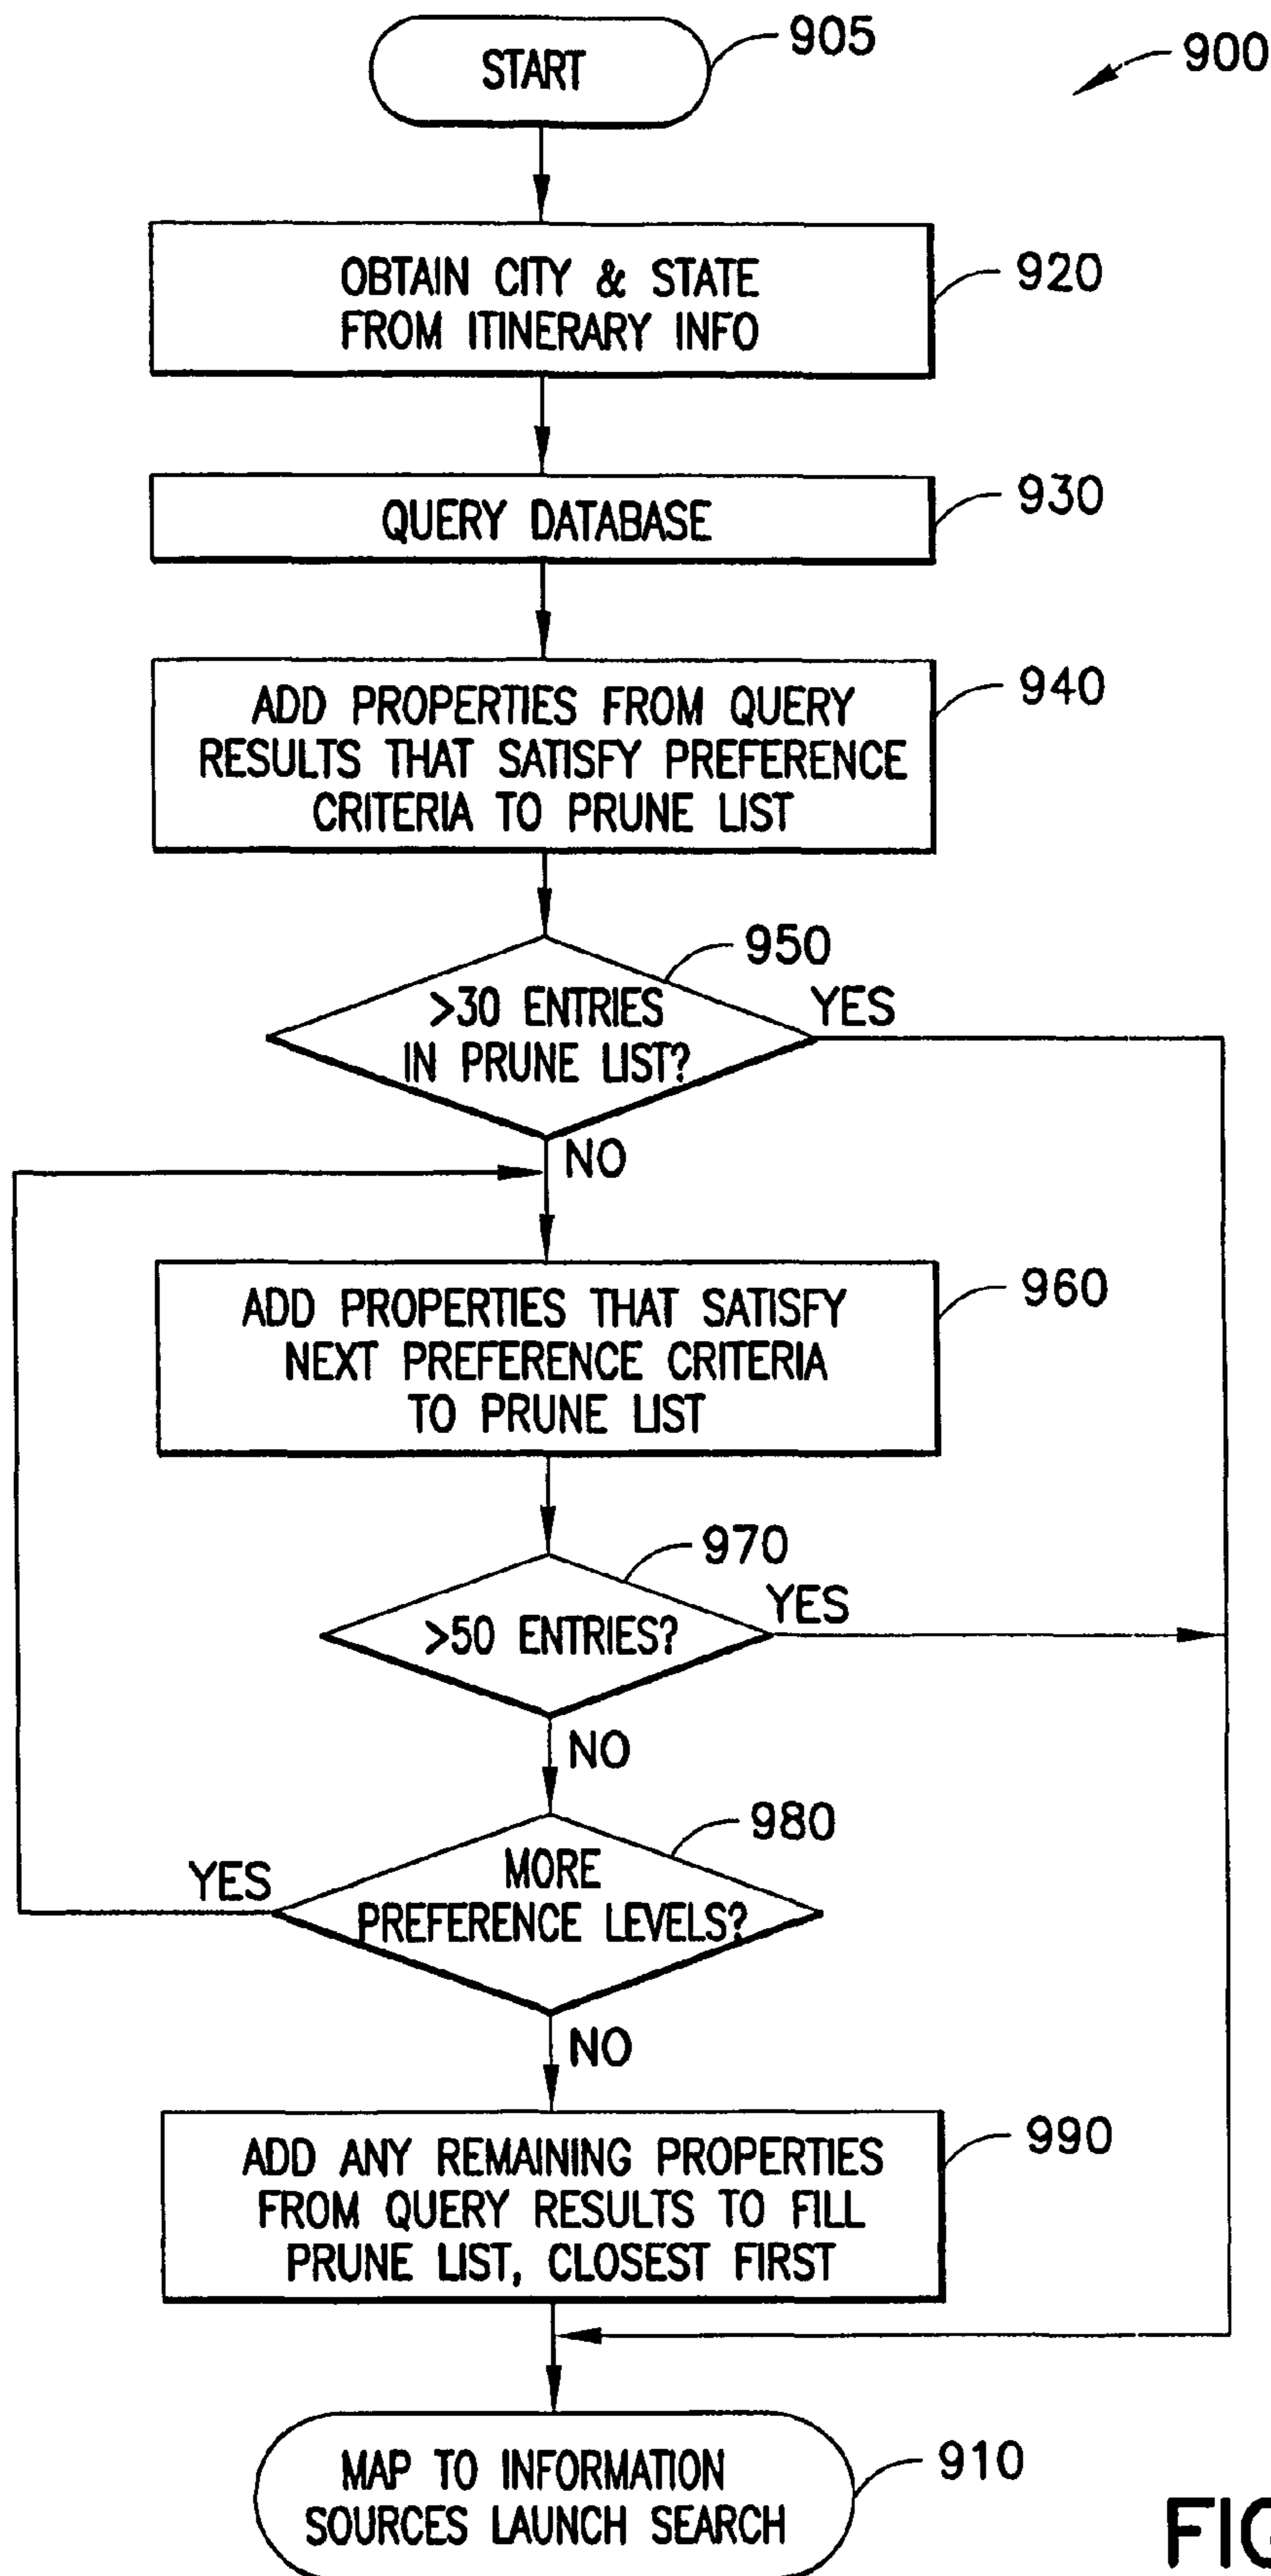 START
905
900
OBTAIN CITY & STATE
FROM ITINERARY INFO
920
QUERY DATABASE
930
ADD PROPERTIES FROM QUERY
RESULTS THAT SATISFY PREFERENCE
CRITERIA TO PRUNE LIST
940
950
>30 ENTRIES
IN PRUNE LIST?
YES
NO
ADD PROPERTIES THAT SATISFY
NEXT PREFERENCE CRITERIA
TO PRUNE LIST
960
970
>50 ENTRIES?
YES
NO
980
MORE
PREFERENCE LEVELS?
YES
NO
ADD ANY REMAINING PROPERTIES
FROM QUERY RESULTS TO FILL
PRUNE LIST, CLOSEST FIRST
990
MAP TO INFORMATION
SOURCES LAUNCH SEARCH
910
FIG